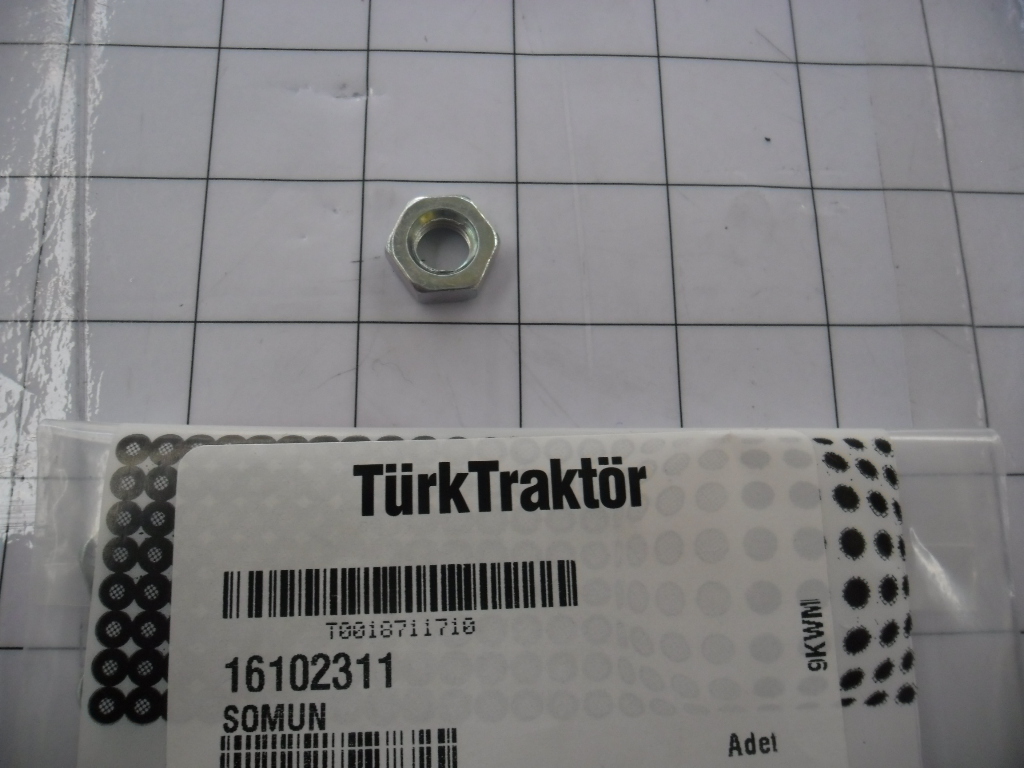 TürkTraktör
T0018711710
16102311
SOMUN
Adet
9KWM